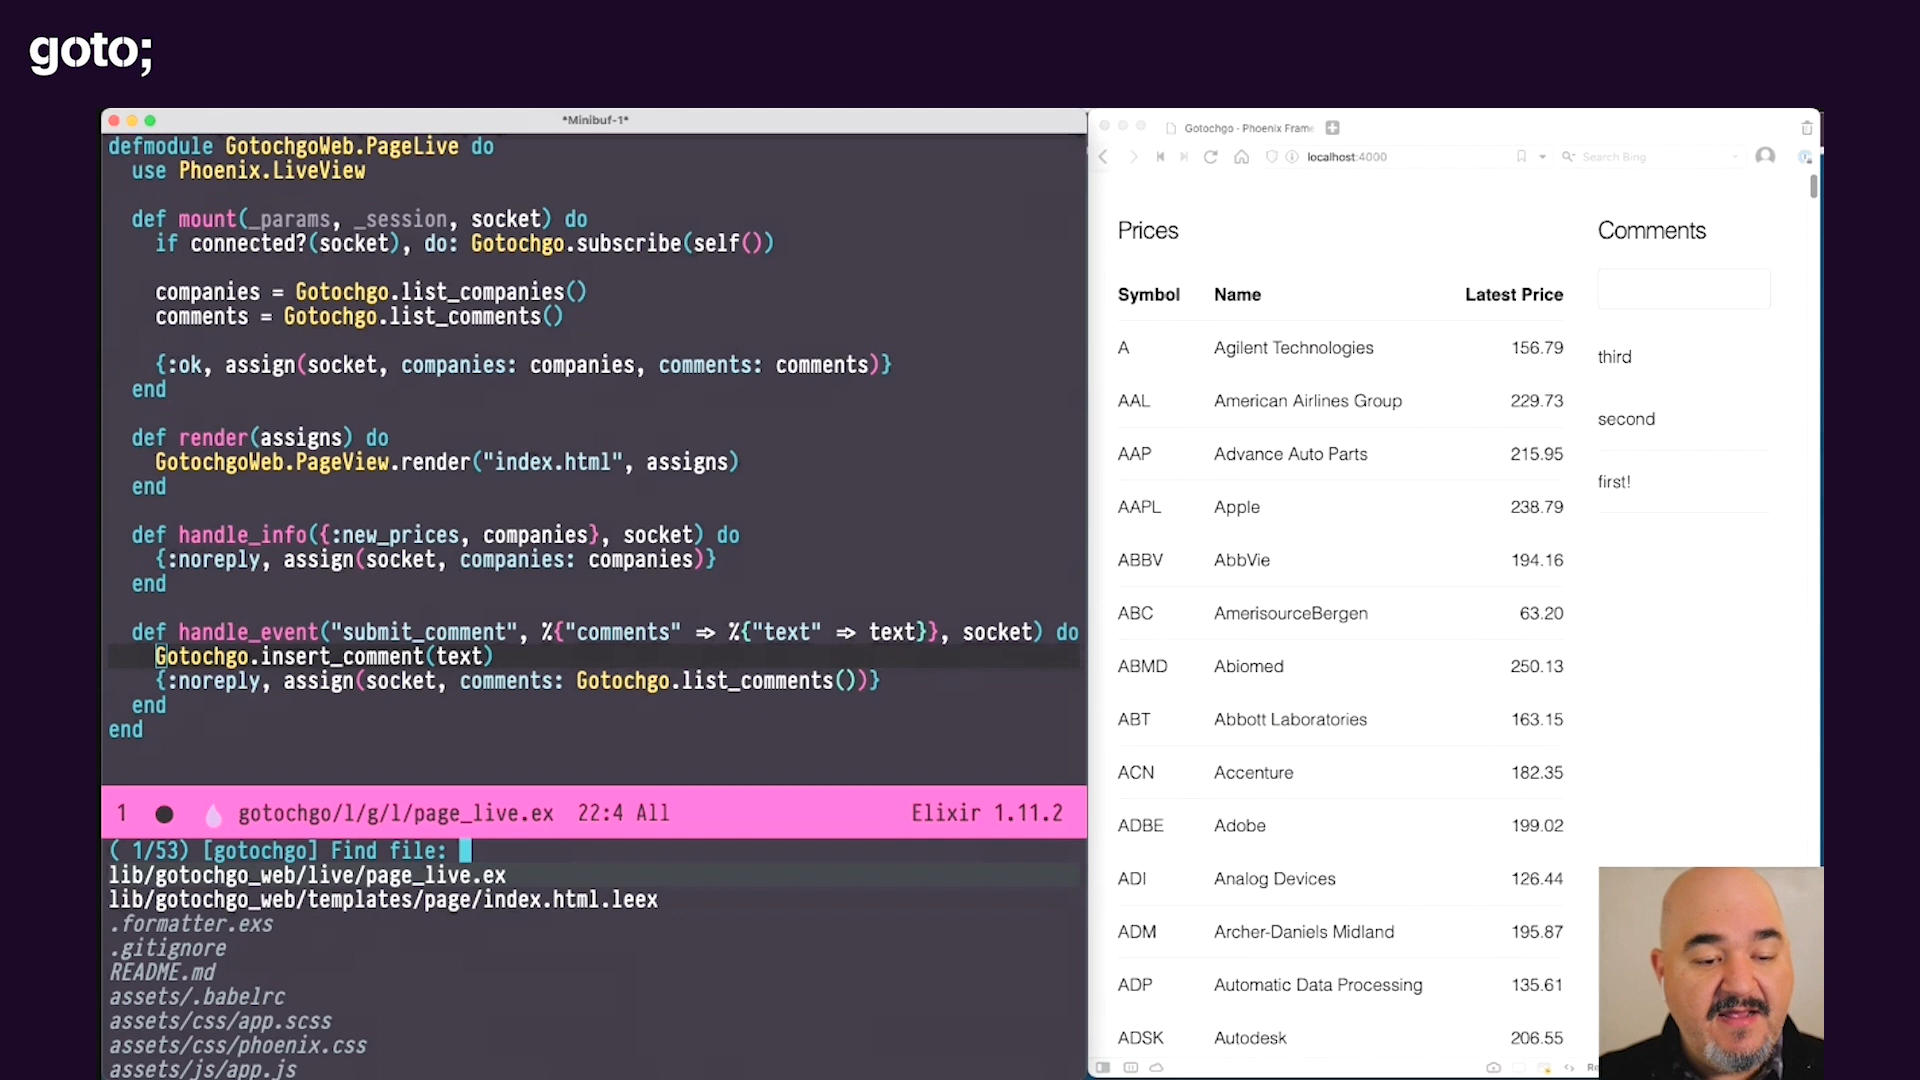 goto;
*Minibuf-1*
defmodule GotochgoWeb.PageLive do
use Phoenix.LiveView
def mount(_params, _session, socket) do
if connected?(socket), do: Gotochgo.subscribe(self())
companies = Gotochgo.list_companies()
comments = Gotochgo.list_comments()
{:ok, assign(socket, companies: companies, comments: comments)}
end
def render(assigns) do
GotochgoWeb.PageView.render("index.html", assigns)
end
def handle_info({:new_prices, companies}, socket) do
{:noreply, assign(socket, companies: companies)}
end
def handle_event("submit_comment", %{"comments" => %{"text" => text}}, socket) do
Gotochgo.insert_comment(text)
{:noreply, assign(socket, comments: Gotochgo.list_comments())}
end
end
1 gotochgo/l/g/l/page_live.ex 22:4 All Elixir 1.11.2
( 1/53) [gotochgo] Find file:
lib/gotochgo_web/live/page_live.ex
lib/gotochgo_web/templates/page/index.html.leex
.formatter.exs
.gitignore
README.md
assets/.babelrc
assets/css/app.scss
assets/css/phoenix.css
assets/js/app.js
Gotochgo - Phoenix Frame
localhost:4000
Search Bing
Prices
Symbol Name Latest Price
A Agilent Technologies 156.79
AAL American Airlines Group 229.73
AAP Advance Auto Parts 215.95
AAPL Apple 238.79
ABBV AbbVie 194.16
ABC AmerisourceBergen 63.20
ABMD Abiomed 250.13
ABT Abbott Laboratories 163.15
ACN Accenture 182.35
ADBE Adobe 199.02
ADI Analog Devices 126.44
ADM Archer-Daniels Midland 195.87
ADP Automatic Data Processing 135.61
ADSK Autodesk 206.55
Comments
third
second
first!